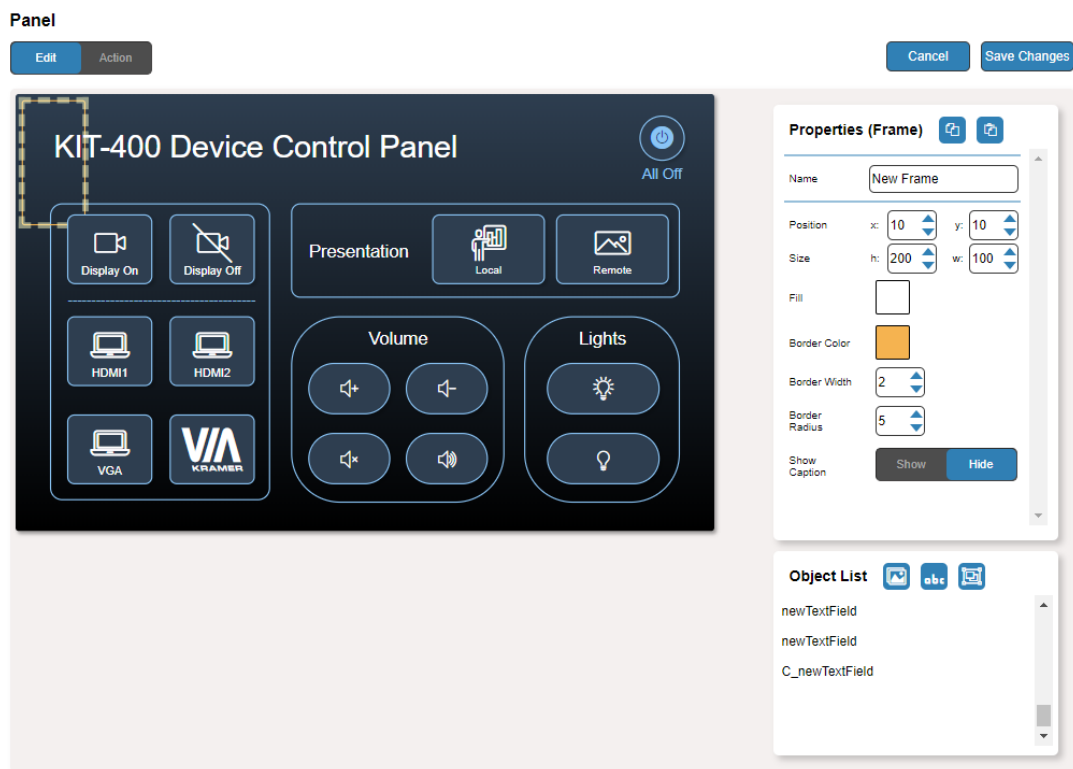 Panel
Edit Action Cancel Save Changes
KIT-400 Device Control Panel
All Off
Display On Display Off
Presentation
Local Remote
HDMI1 HDMI2
VGA VIA
KRAMER
Volume
Lights
Properties (Frame)
Name New Frame
Position x: 10 y: 10
Size h: 200 w: 100
Fill
Border Color
Border Width 2
Border
Radius 5
Show
Caption Show Hide
Object List abc
newTextField
newTextField
C_newTextField